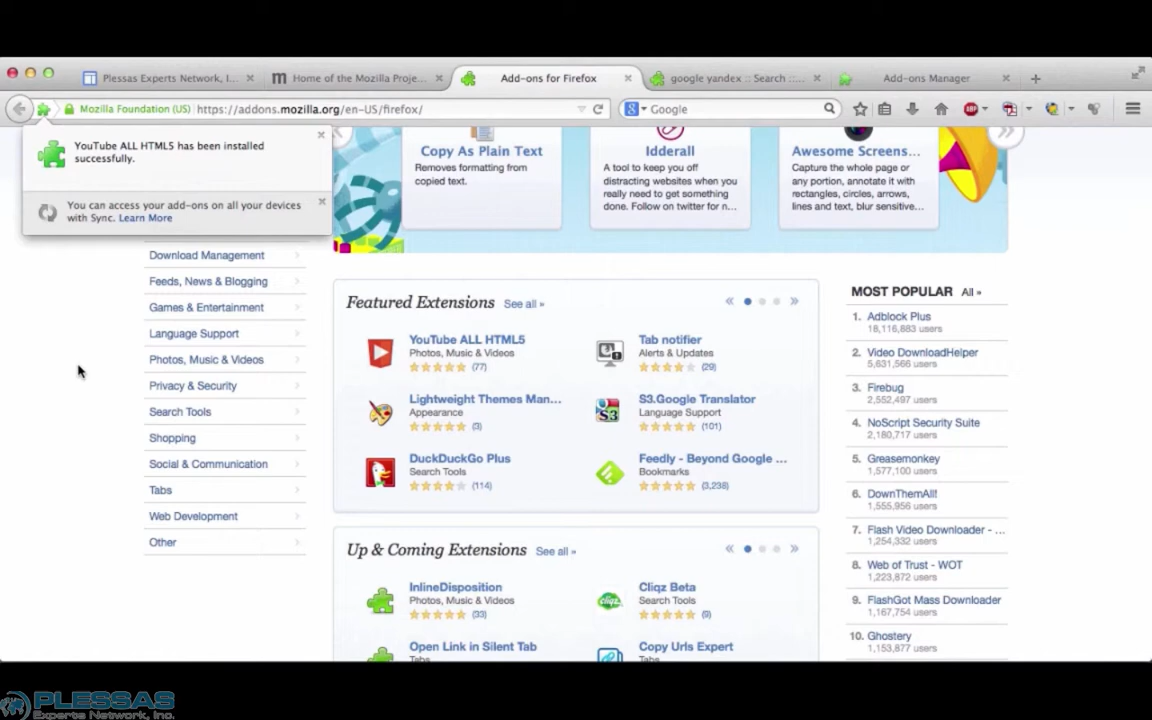 Plessas Experts Network, I...
Home of the Mozilla Proje...
Add-ons for Firefox
google yandex :: Search ::...
Add-ons Manager
Mozilla Foundation (US)
https://addons.mozilla.org/en-US/firefox/
Google
YouTube ALL HTML5 has been installed
successfully.
You can access your add-ons on all your devices
with Sync. Learn More
Copy As Plain Text
Removes formatting from
copied text.
Idderall
A tool to keep you off
distracting websites when you
really need to get something
done. Follow on twitter for n...
Awesome Screens...
Capture the whole page or
any portion, annotate it with
rectangles, circles, arrows,
lines and text, blur sensitive...
Download Management
Feeds, News & Blogging
Games & Entertainment
Language Support
Photos, Music & Videos
Privacy & Security
Search Tools
Shopping
Social & Communication
Tabs
Web Development
Other
Featured Extensions See all »
YouTube ALL HTML5
Photos, Music & Videos
(77)
Tab notifier
Alerts & Updates
(29)
Lightweight Themes Man...
Appearance
(3)
S3.Google Translator
Language Support
(101)
DuckDuckGo Plus
Search Tools
(114)
Feedly - Beyond Google ...
Bookmarks
(3,238)
Up & Coming Extensions See all »
InlineDisposition
Photos, Music & Videos
(33)
Cliqz Beta
Search Tools
(9)
Open Link in Silent Tab
Tabs
Copy Urls Expert
Tabs
MOST POPULAR All »
1. Adblock Plus
18,116,883 users
2. Video DownloadHelper
5,631,566 users
3. Firebug
2,552,497 users
4. NoScript Security Suite
2,180,717 users
5. Greasemonkey
1,577,100 users
6. DownThemAll!
1,555,956 users
7. Flash Video Downloader - ...
1,254,332 users
8. Web of Trust - WOT
1,223,872 users
9. FlashGot Mass Downloader
1,167,754 users
10. Ghostery
1,153,877 users
PLESSAS
Experts Network, Inc.